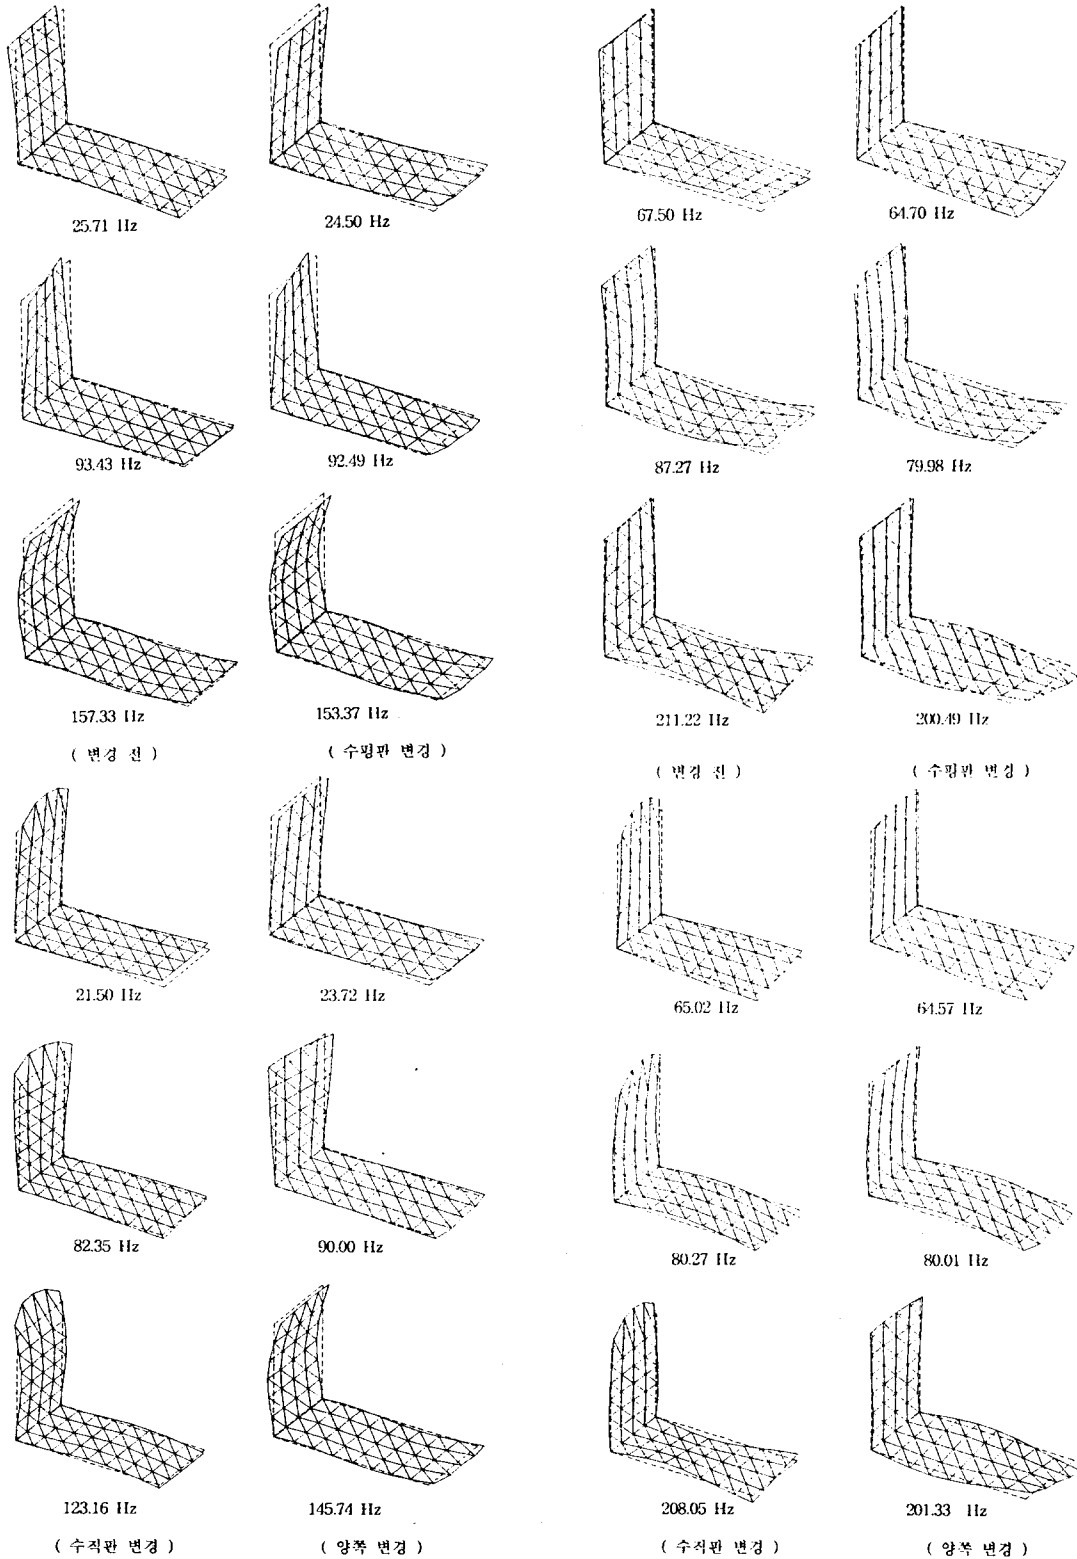 25.71 Hz
24.50 Hz
67.50 Hz
64.70 Hz
93.43 Hz
92.49 Hz
87.27 Hz
79.98 Hz
157.33 Hz
153.37 Hz
211.22 Hz
200.49 Hz
( 변경 전 )
( 수평판 변경 )
( 변경 전 )
( 수평판 변경 )
21.50 Hz
23.72 Hz
65.02 Hz
64.57 Hz
82.35 Hz
90.00 Hz
80.27 Hz
80.01 Hz
123.16 Hz
145.74 Hz
208.05 Hz
201.33 Hz
( 수직판 변경 )
( 양쪽 변경 )
( 수직판 변경 )
( 양쪽 변경 )